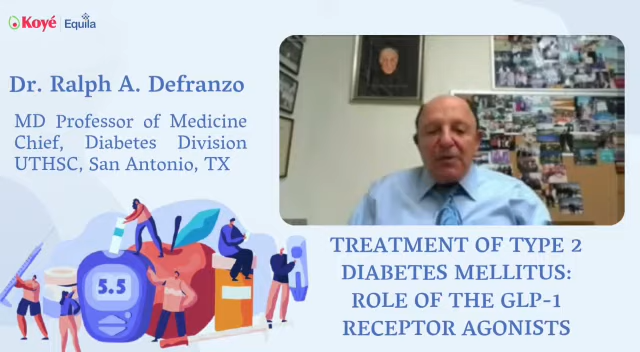 Koyé Equila
Dr. Ralph A. Defranzo
MD Professor of Medicine
Chief, Diabetes Division
UTHSC, San Antonio, TX
5.5
TREATMENT OF TYPE 2
DIABETES MELLITUS:
ROLE OF THE GLP-1
RECEPTOR AGONISTS